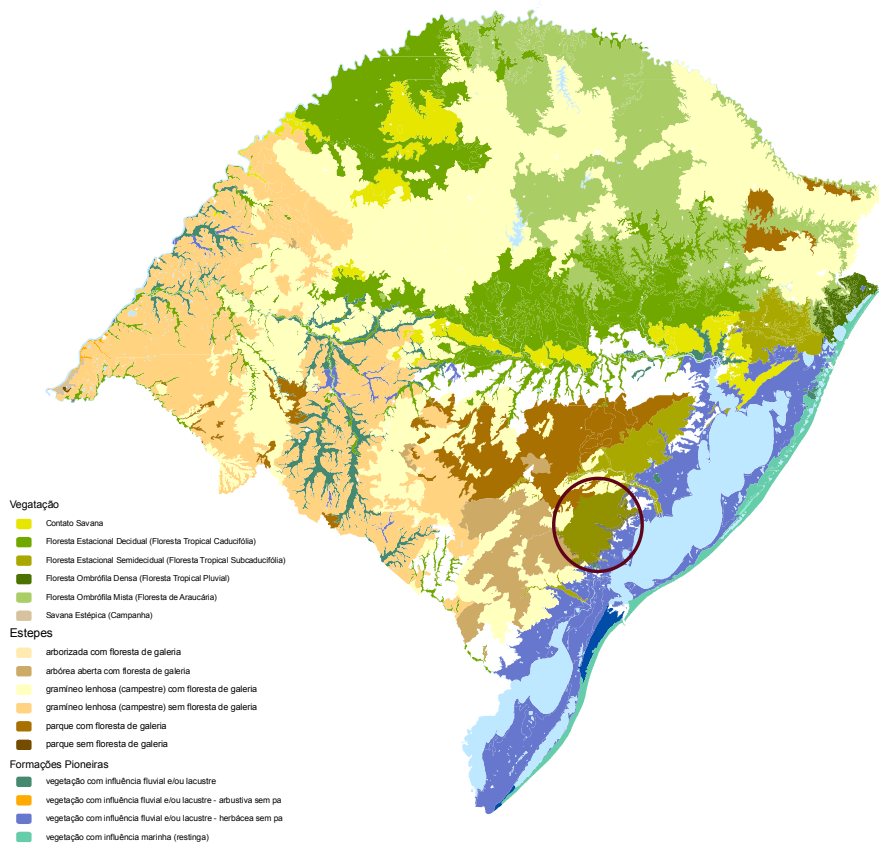 Vegatação
Contato Savana
Floresta Estacional Decidual (Floresta Tropical Caducifólia)
Floresta Estacional Semidecidual (Floresta Tropical Subcaducifólia)
Floresta Ombrófila Densa (Floresta Tropical Pluvial)
Floresta Ombrófila Mista (Floresta de Araucária)
Savana Estépica (Campanha)
Estepes
arborizada com floresta de galeria
arbórea aberta com floresta de galeria
gramíneo lenhosa (campestre) com floresta de galeria
gramíneo lenhosa (campestre) sem floresta de galeria
parque com floresta de galeria
parque sem floresta de galeria
Formações Pioneiras
vegetação com influência fluvial e/ou lacustre
vegetação com influência fluvial e/ou lacustre - arbustiva sem pa
vegetação com influência fluvial e/ou lacustre - herbácea sem pa
vegetação com influência marinha (restinga)